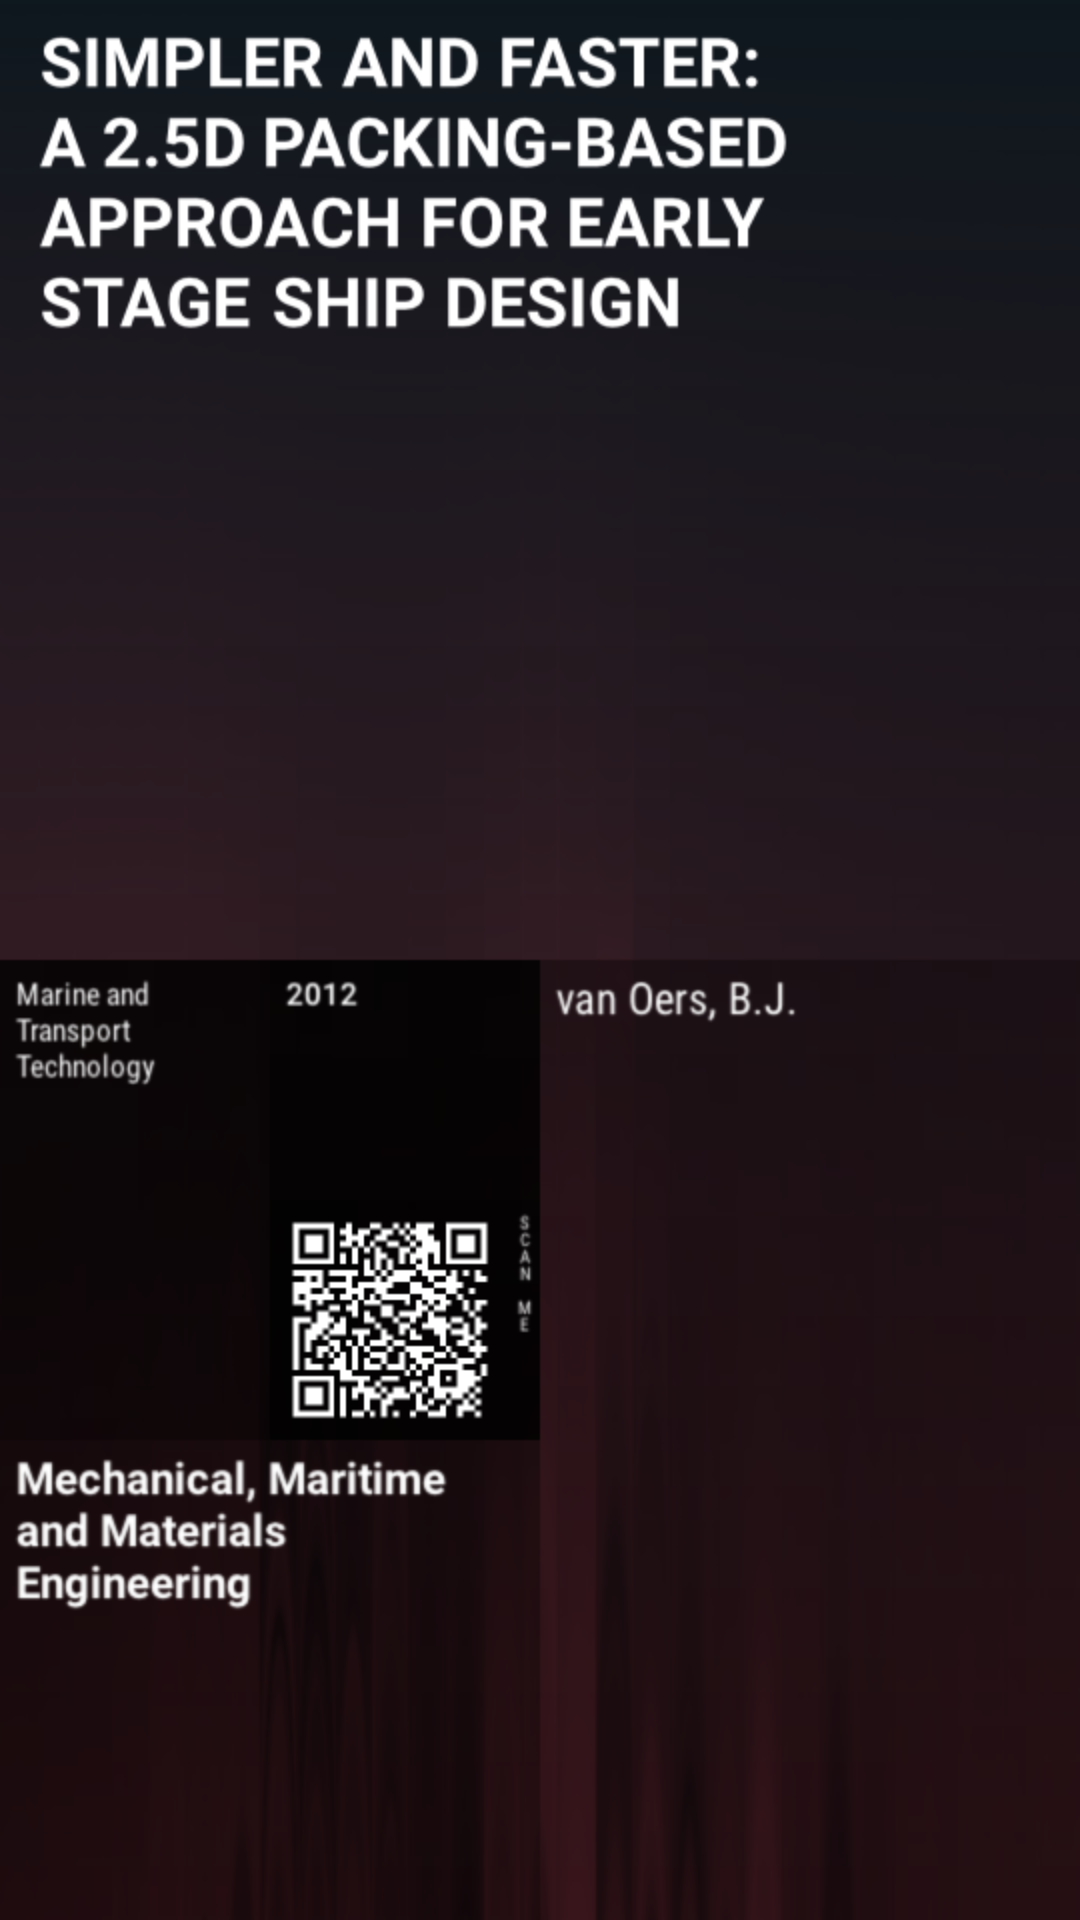 SIMPLER AND FASTER:
A 2.5D PACKING-BASED
APPROACH FOR EARLY
STAGE SHIP DESIGN
Marine and
Transport
Technology
2012
van Oers, B.J.
SCAN ME
Mechanical, Maritime
and Materials
Engineering